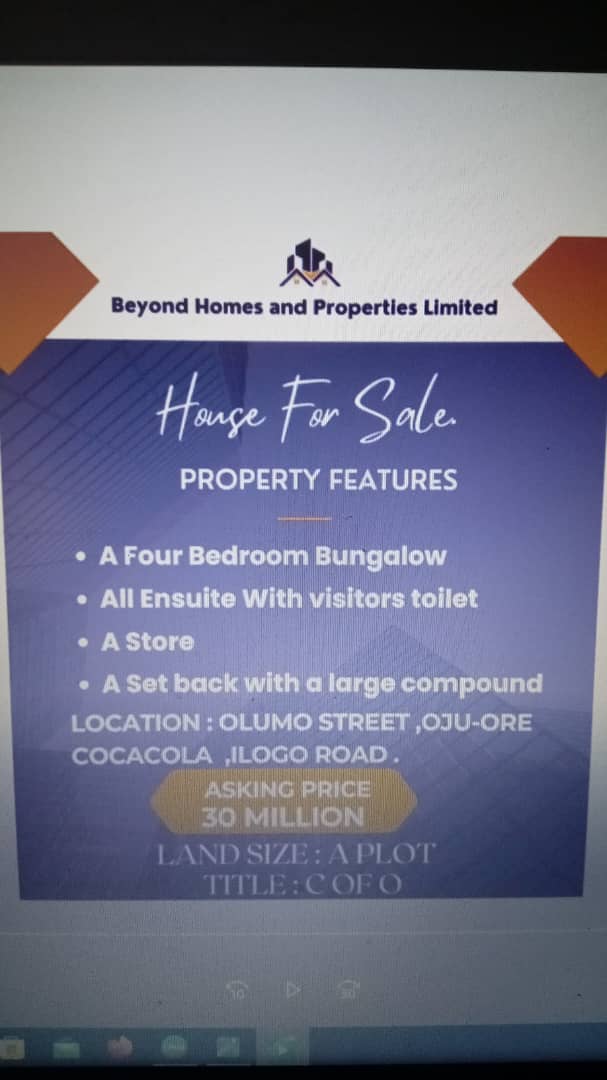 Beyond Homes and Properties Limited
House For Sale.
PROPERTY FEATURES
• A Four Bedroom Bungalow
• All Ensuite With visitors toilet
• A Store
• A Set back with a large compound
LOCATION : OLUMO STREET ,OJU-ORE
COCACOLA ,ILOGO ROAD .
ASKING PRICE
30 MILLION
LAND SIZE : A PLOT
TITLE : C OF O
10
30